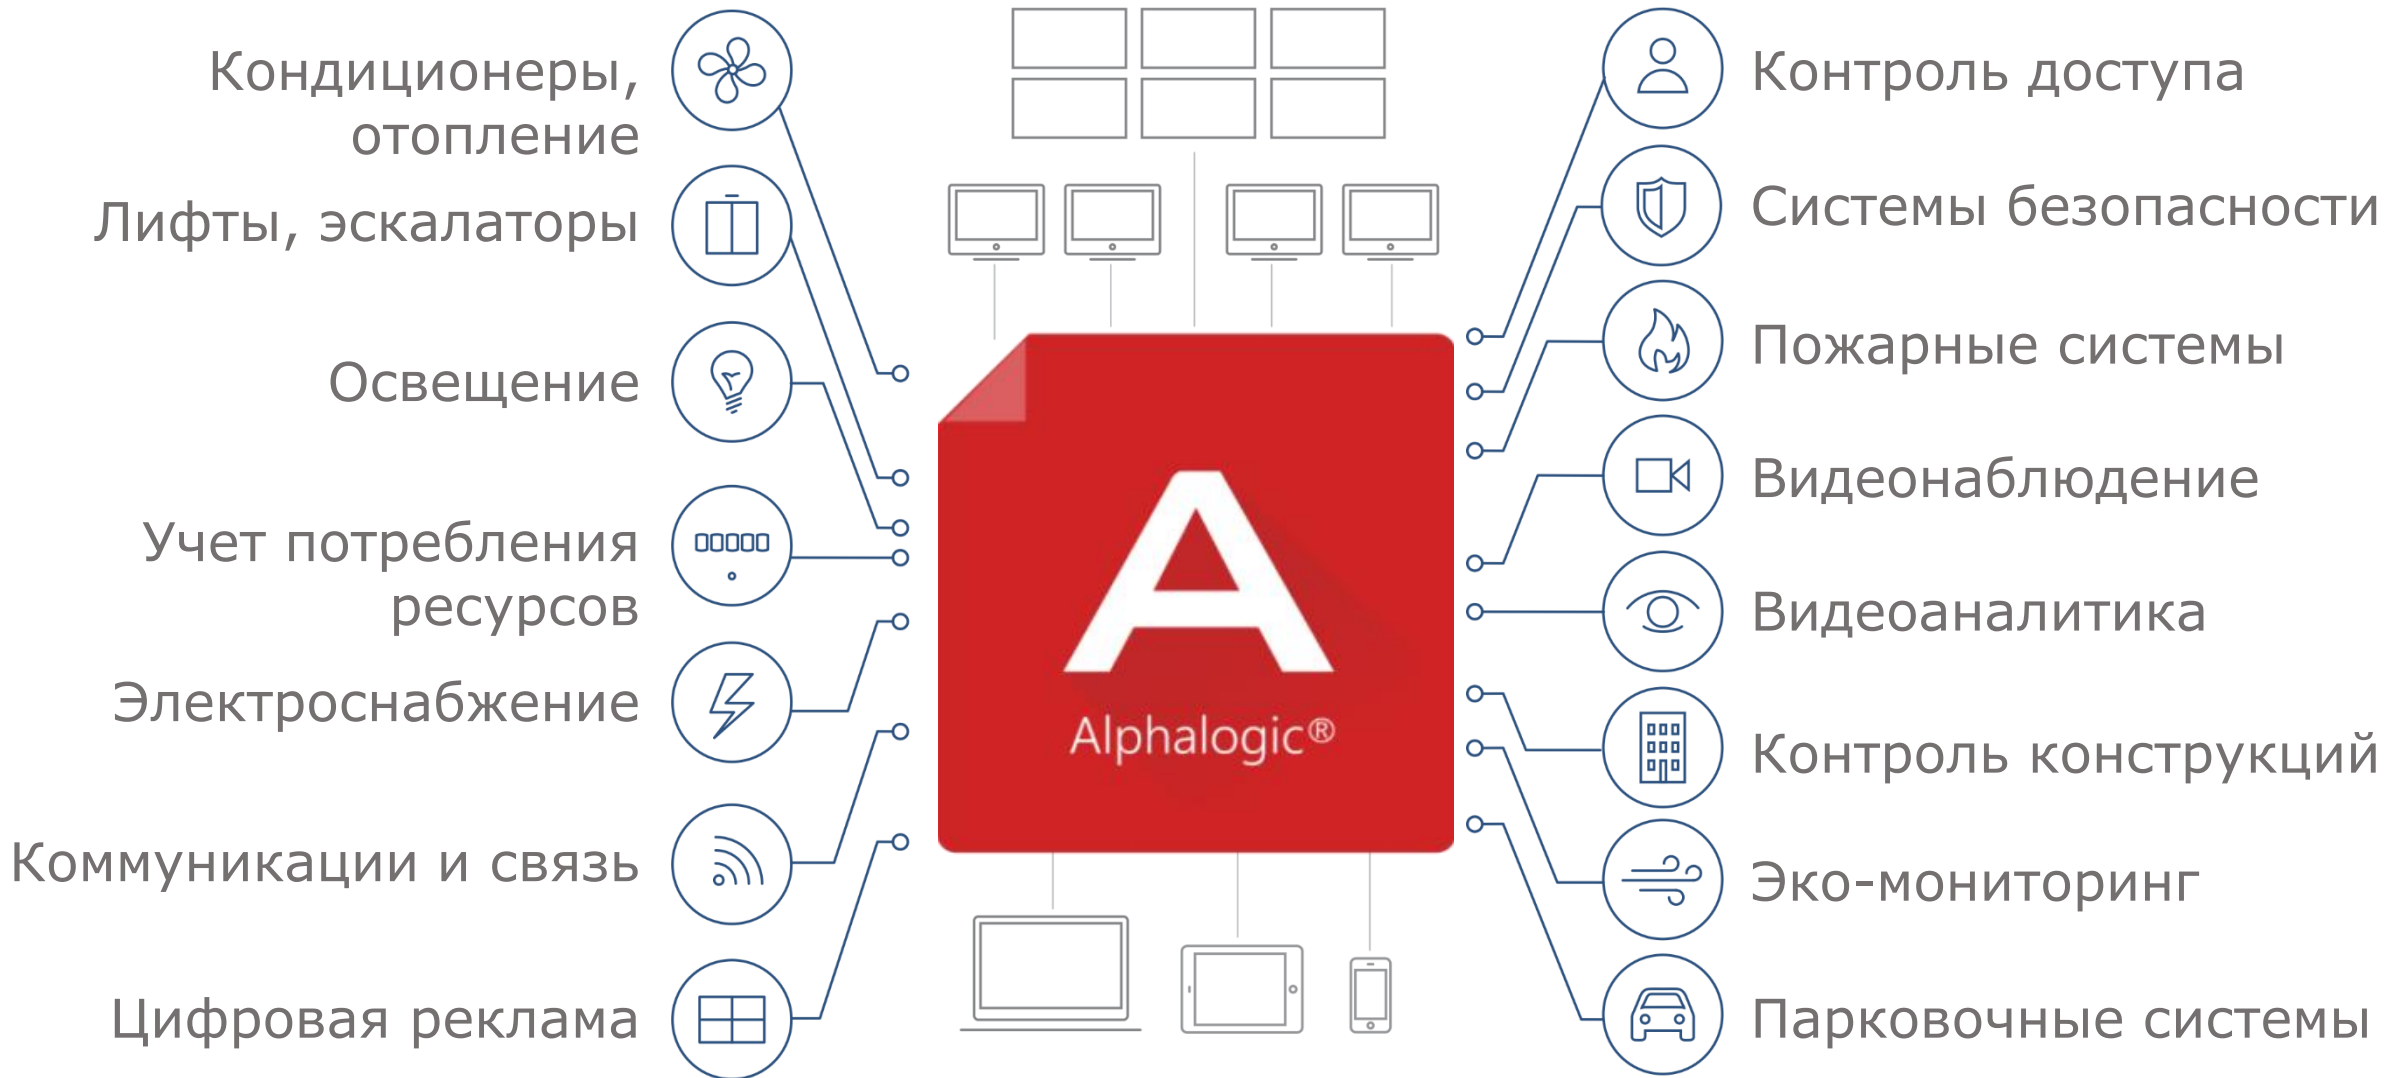 Кондиционеры,
отопление
Лифты, эскалаторы
Освещение
Учет потребления
ресурсов
Электроснабжение
Коммуникации и связь
Цифровая реклама
Alphalogic®
Контроль доступа
Системы безопасности
Пожарные системы
Видеонаблюдение
Видеоаналитика
Контроль конструкций
Эко-мониторинг
Парковочные системы